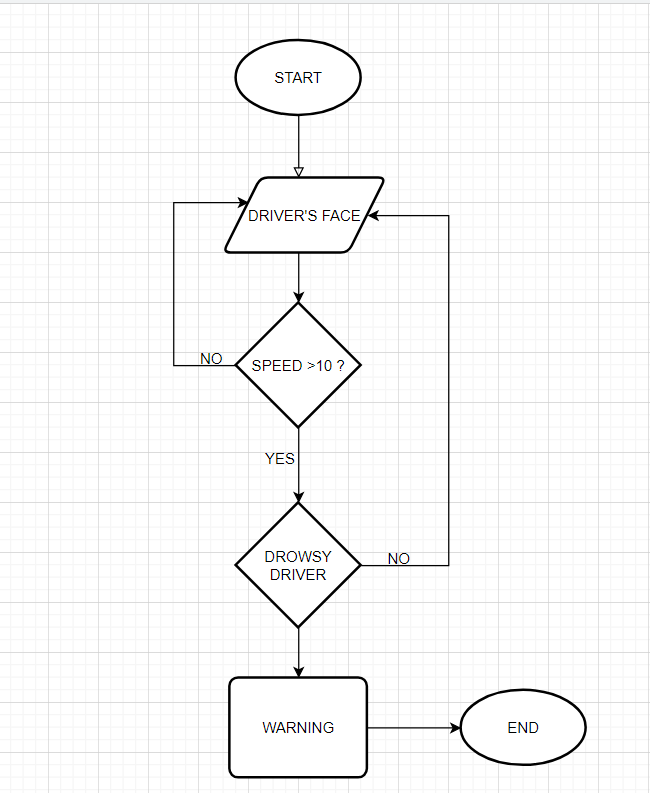 START
DRIVER'S FACE
NO
SPEED >10 ?
YES
DROWSY
DRIVER
NO
WARNING
END